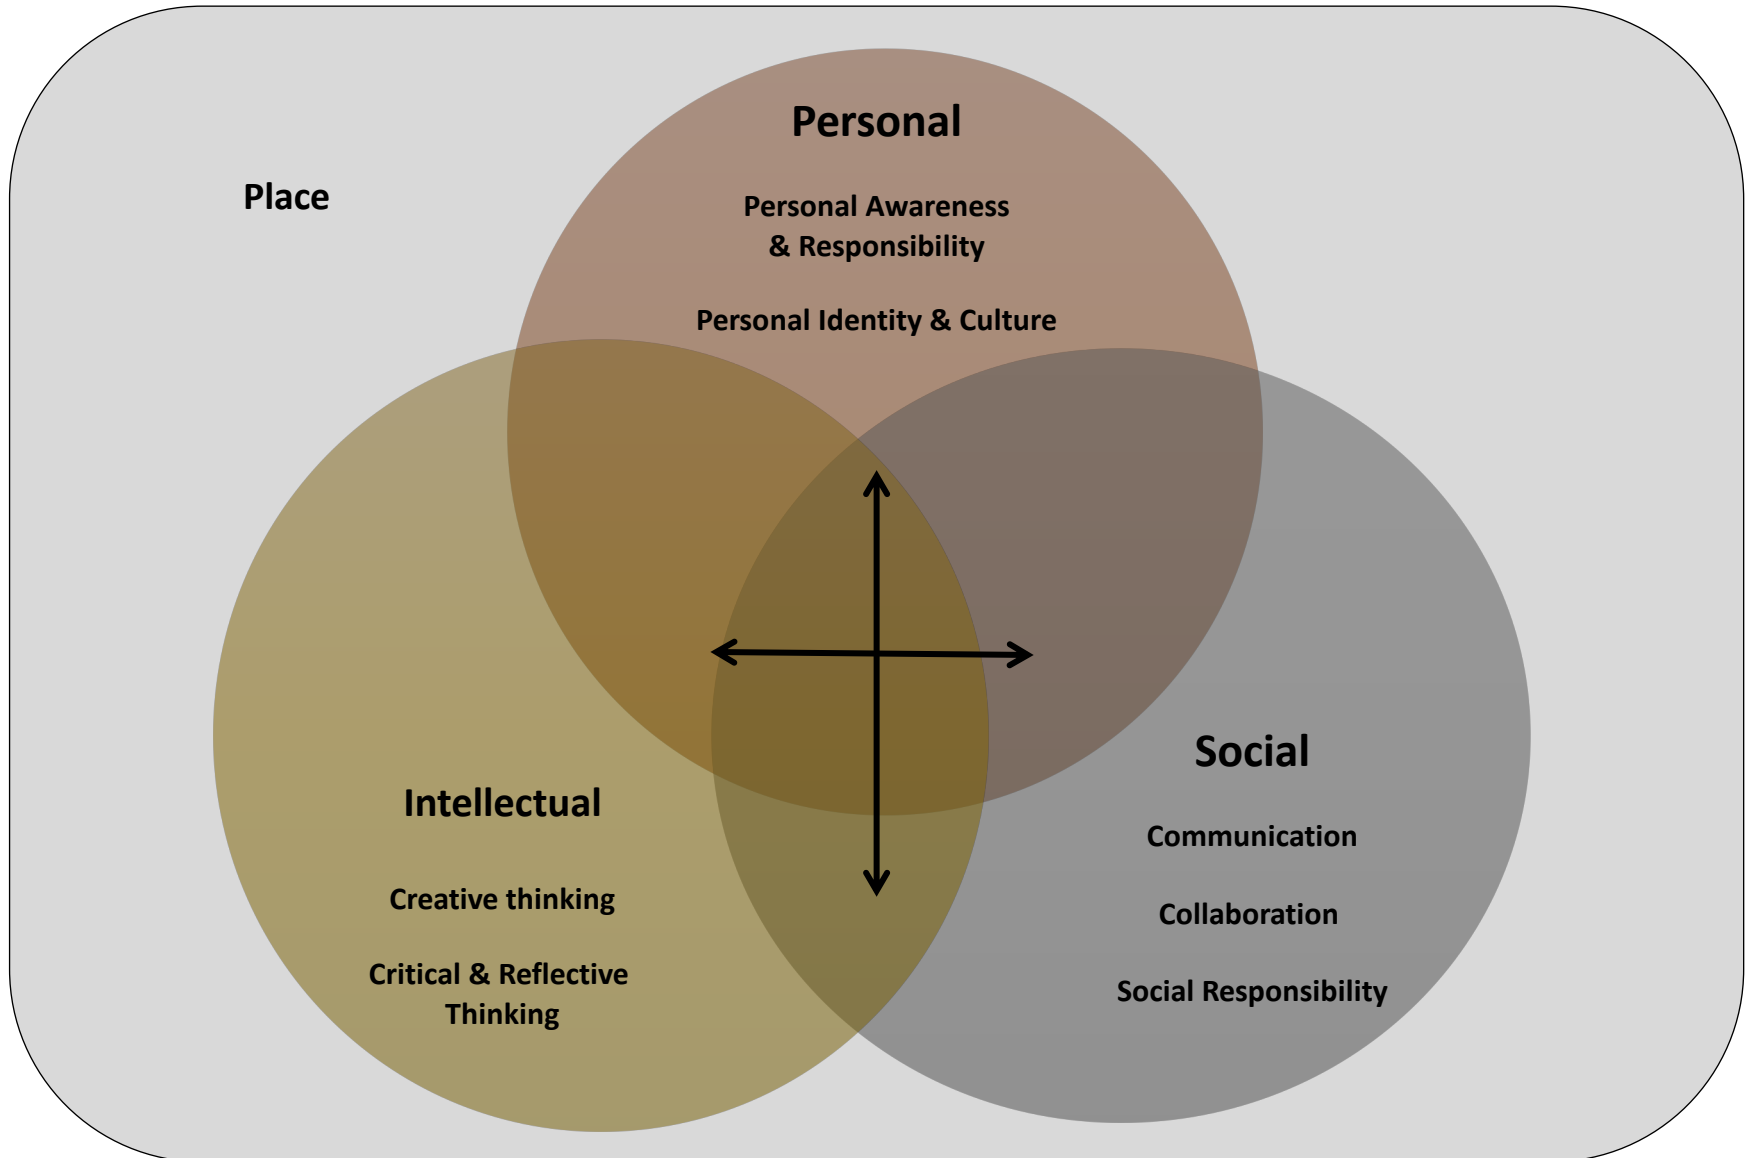 Personal
Place
Personal Awareness
& Responsibility
Personal Identity & Culture
Intellectual
Creative thinking
Critical & Reflective
Thinking
Social
Communication
Collaboration
Social Responsibility